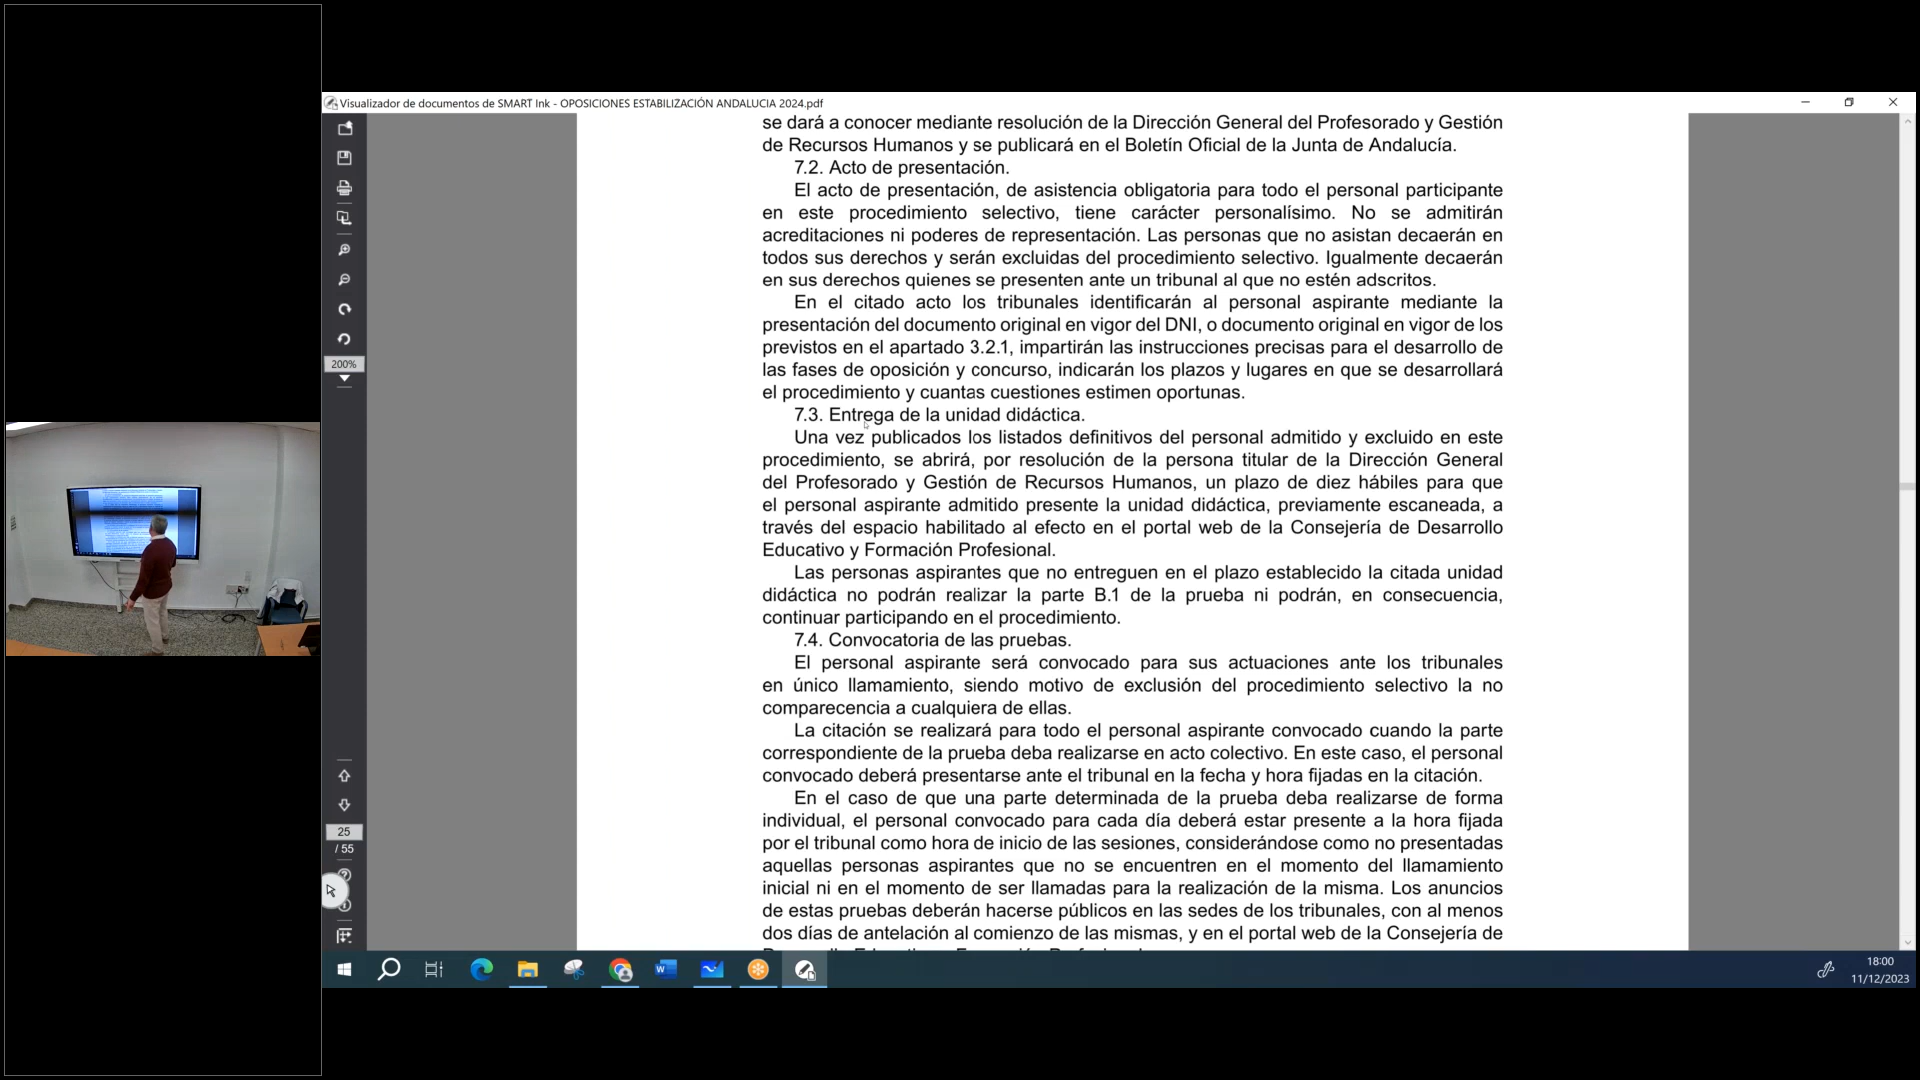 Visualizador de documentos de SMART Ink - OPOSICIONES ESTABILIZACIÓN ANDALUCIA 2024.pdf
se dará a conocer mediante resolución de la Dirección General del Profesorado y Gestión
de Recursos Humanos y se publicará en el Boletín Oficial de la Junta de Andalucía.
7.2. Acto de presentación.
El acto de presentación, de asistencia obligatoria para todo el personal participante
en este procedimiento selectivo, tiene carácter personalísimo. No se admitirán
acreditaciones ni poderes de representación. Las personas que no asistan decaerán en
todos sus derechos y serán excluidas del procedimiento selectivo. Igualmente decaerán
en sus derechos quienes se presenten ante un tribunal al que no estén adscritos.
En el citado acto los tribunales identificarán al personal aspirante mediante la
presentación del documento original en vigor del DNI, o documento original en vigor de los
previstos en el apartado 3.2.1, impartirán las instrucciones precisas para el desarrollo de
las fases de oposición y concurso, indicarán los plazos y lugares en que se desarrollará
el procedimiento y cuantas cuestiones estimen oportunas.
7.3. Entrega de la unidad didáctica.
Una vez publicados los listados definitivos del personal admitido y excluido en este
procedimiento, se abrirá, por resolución de la persona titular de la Dirección General
del Profesorado y Gestión de Recursos Humanos, un plazo de diez hábiles para que
el personal aspirante admitido presente la unidad didáctica, previamente escaneada, a
través del espacio habilitado al efecto en el portal web de la Consejería de Desarrollo
Educativo y Formación Profesional.
Las personas aspirantes que no entreguen en el plazo establecido la citada unidad
didáctica no podrán realizar la parte B.1 de la prueba ni podrán, en consecuencia,
continuar participando en el procedimiento.
7.4. Convocatoria de las pruebas.
El personal aspirante será convocado para sus actuaciones ante los tribunales
en único llamamiento, siendo motivo de exclusión del procedimiento selectivo la no
comparecencia a cualquiera de ellas.
La citación se realizará para todo el personal aspirante convocado cuando la parte
correspondiente de la prueba deba realizarse en acto colectivo. En este caso, el personal
convocado deberá presentarse ante el tribunal en la fecha y hora fijadas en la citación.
En el caso de que una parte determinada de la prueba deba realizarse de forma
individual, el personal convocado para cada día deberá estar presente a la hora fijada
por el tribunal como hora de inicio de las sesiones, considerándose como no presentadas
aquellas personas aspirantes que no se encuentren en el momento del llamamiento
inicial ni en el momento de ser llamadas para la realización de la misma. Los anuncios
de estas pruebas deberán hacerse públicos en las sedes de los tribunales, con al menos
dos días de antelación al comienzo de las mismas, y en el portal web de la Consejería de
200%
25
/ 55
18:00
11/12/2023